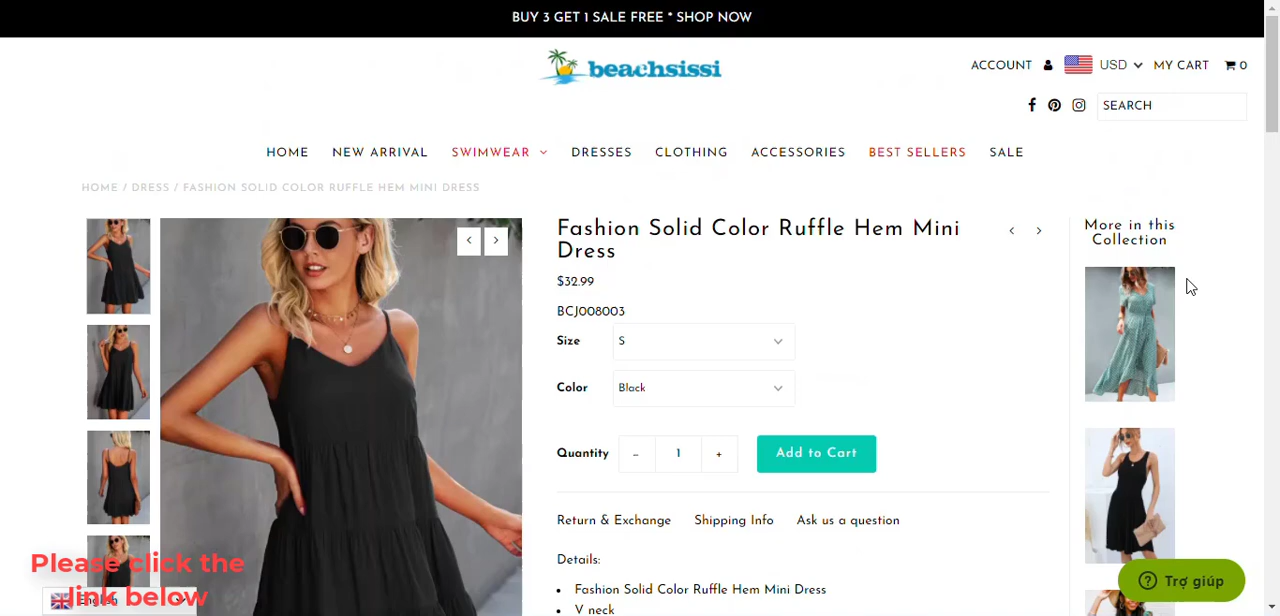 BUY 3 GET 1 SALE FREE * SHOP NOW
beachsissi
ACCOUNT USD MY CART 0
SEARCH
HOME NEW ARRIVAL SWIMWEAR DRESSES CLOTHING ACCESSORIES BEST SELLERS SALE
HOME / DRESS / FASHION SOLID COLOR RUFFLE HEM MINI DRESS
Fashion Solid Color Ruffle Hem Mini
Dress
$32.99
BCJ008003
Size S
Color Black
Quantity - 1 + Add to Cart
Return & Exchange Shipping Info Ask us a question
Details:
• Fashion Solid Color Ruffle Hem Mini Dress
• V neck
More in this
Collection
Please click the
link below
English
Trợ giúp